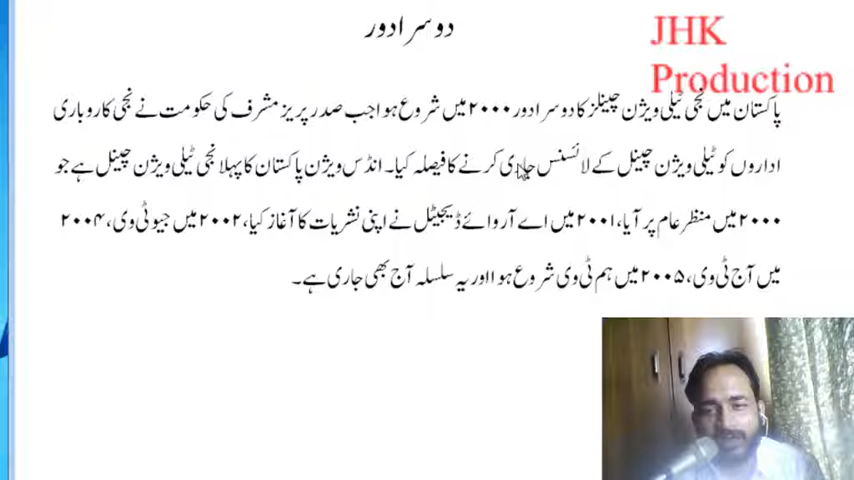 دوسرا دور
JHK
Production
پاکستان میں نجی ٹیلی ویژن چینلز کا دوسرا دور ۲۰۰۰ میں شروع ہوا جب صدر پریز مشرف کی حکومت نے نجی کاروباری
اداروں کو ٹیلی ویژن چینل کے لائسنس جاری کرنے کا فیصلہ کیا۔ انڈس ویژن پاکستان کا پہلا نجی ٹیلی ویژن چینل ہے جو
۲۰۰۰ میں منظر عام پر آیا، ۲۰۰۱ میں اے آر وائے ڈیجیٹل نے اپنی نشریات کا آغاز کیا، ۲۰۰۲ میں جیو ٹی وی، ۲۰۰۴
میں آج ٹی وی، ۲۰۰۵ میں ہم ٹی وی شروع ہوا اور یہ سلسلہ آج بھی جاری ہے۔